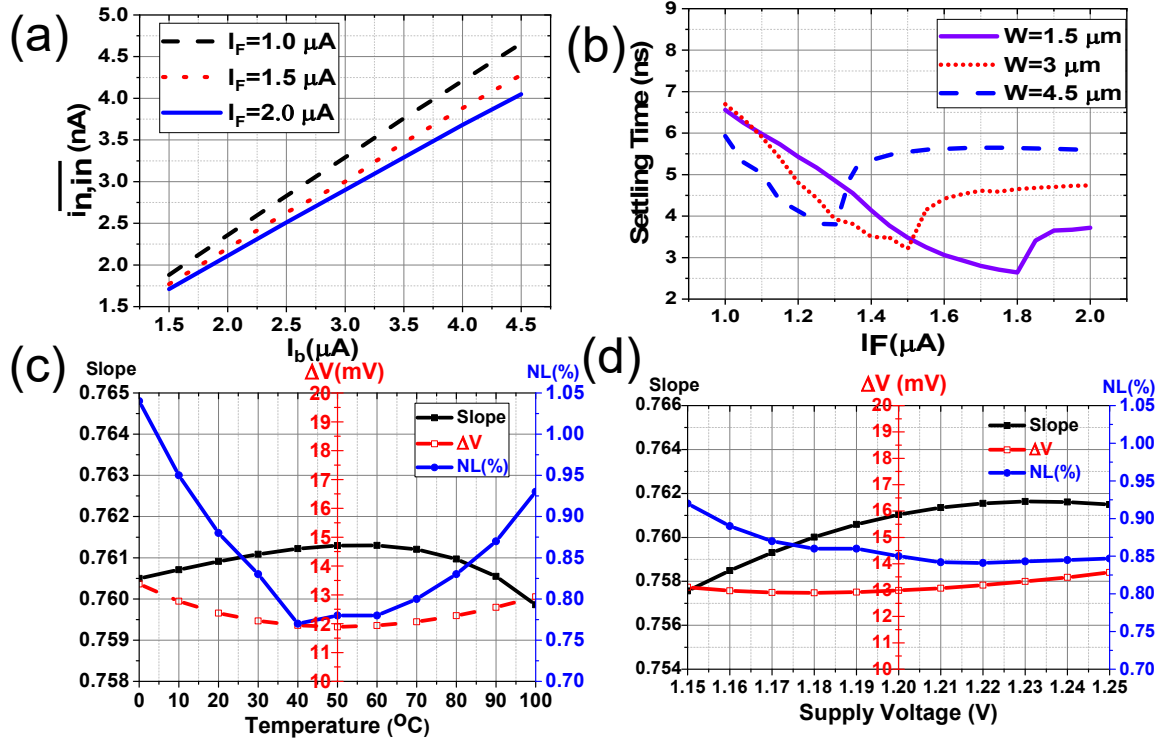 (a)
5.0
4.5
4.0
3.5
3.0
2.5
2.0
1.5
i̅n,in (nA)
I_F=1.0 μA
I_F=1.5 μA
I_F=2.0 μA
1.5 2.0 2.5 3.0 3.5 4.0 4.5
I_b(μA)
(b)
9
8
7
6
5
4
3
2
Settling Time (ns)
W=1.5 μm
W=3 μm
W=4.5 μm
1.0 1.2 1.4 1.6 1.8 2.0
IF(μA)
(c)
Slope
ΔV(mV)
NL(%)
0.765
0.764
0.763
0.762
0.761
0.760
0.759
0.758
20
19
18
17
16
15
14
13
12
11
10
1.05
1.00
0.95
0.90
0.85
0.80
0.75
0.70
Slope
ΔV
NL(%)
0 10 20 30 40 50 60 70 80 90 100
Temperature (ᴼC)
(d)
Slope
ΔV (mV)
NL(%)
0.766
0.764
0.762
0.760
0.758
0.756
0.754
20
19
18
17
16
15
14
13
12
11
10
1.05
1.00
0.95
0.90
0.85
0.80
0.75
0.70
Slope
ΔV
NL(%)
1.15 1.16 1.17 1.18 1.19 1.20 1.21 1.22 1.23 1.24 1.25
Supply Voltage (V)